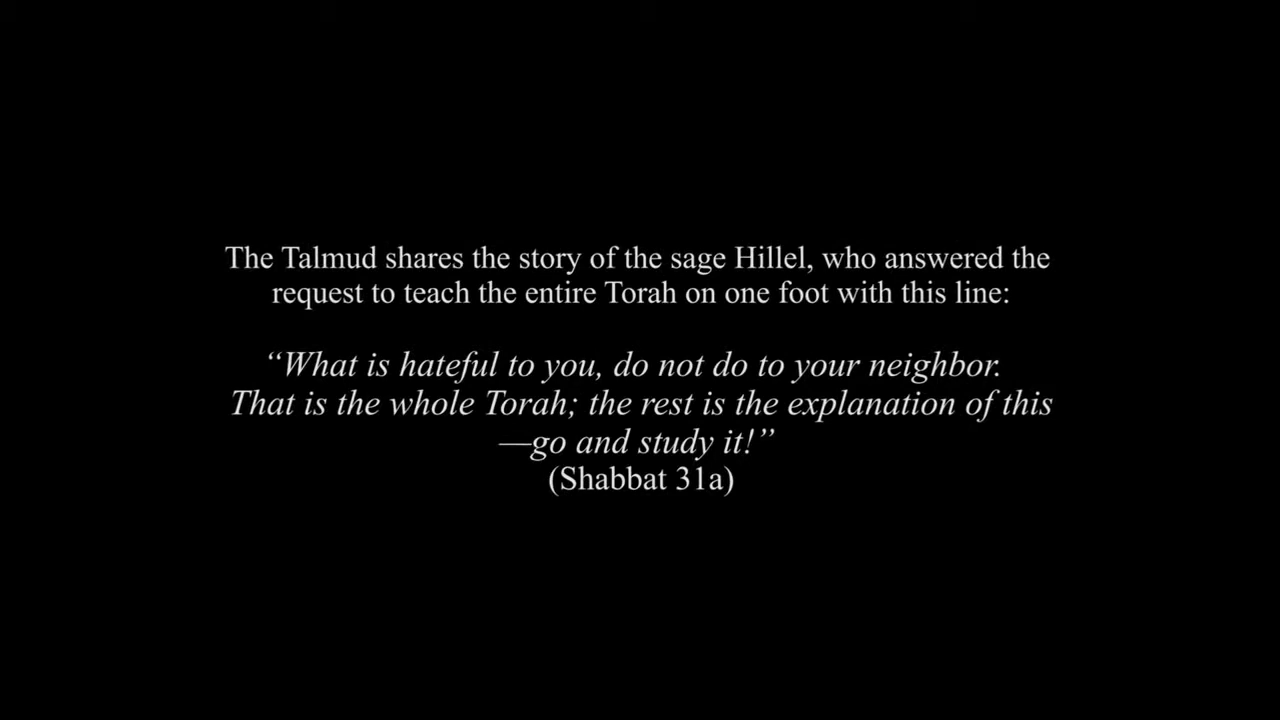 The Talmud shares the story of the sage Hillel, who answered the
request to teach the entire Torah on one foot with this line:
“What is hateful to you, do not do to your neighbor.
That is the whole Torah; the rest is the explanation of this
—go and study it!”
(Shabbat 31a)